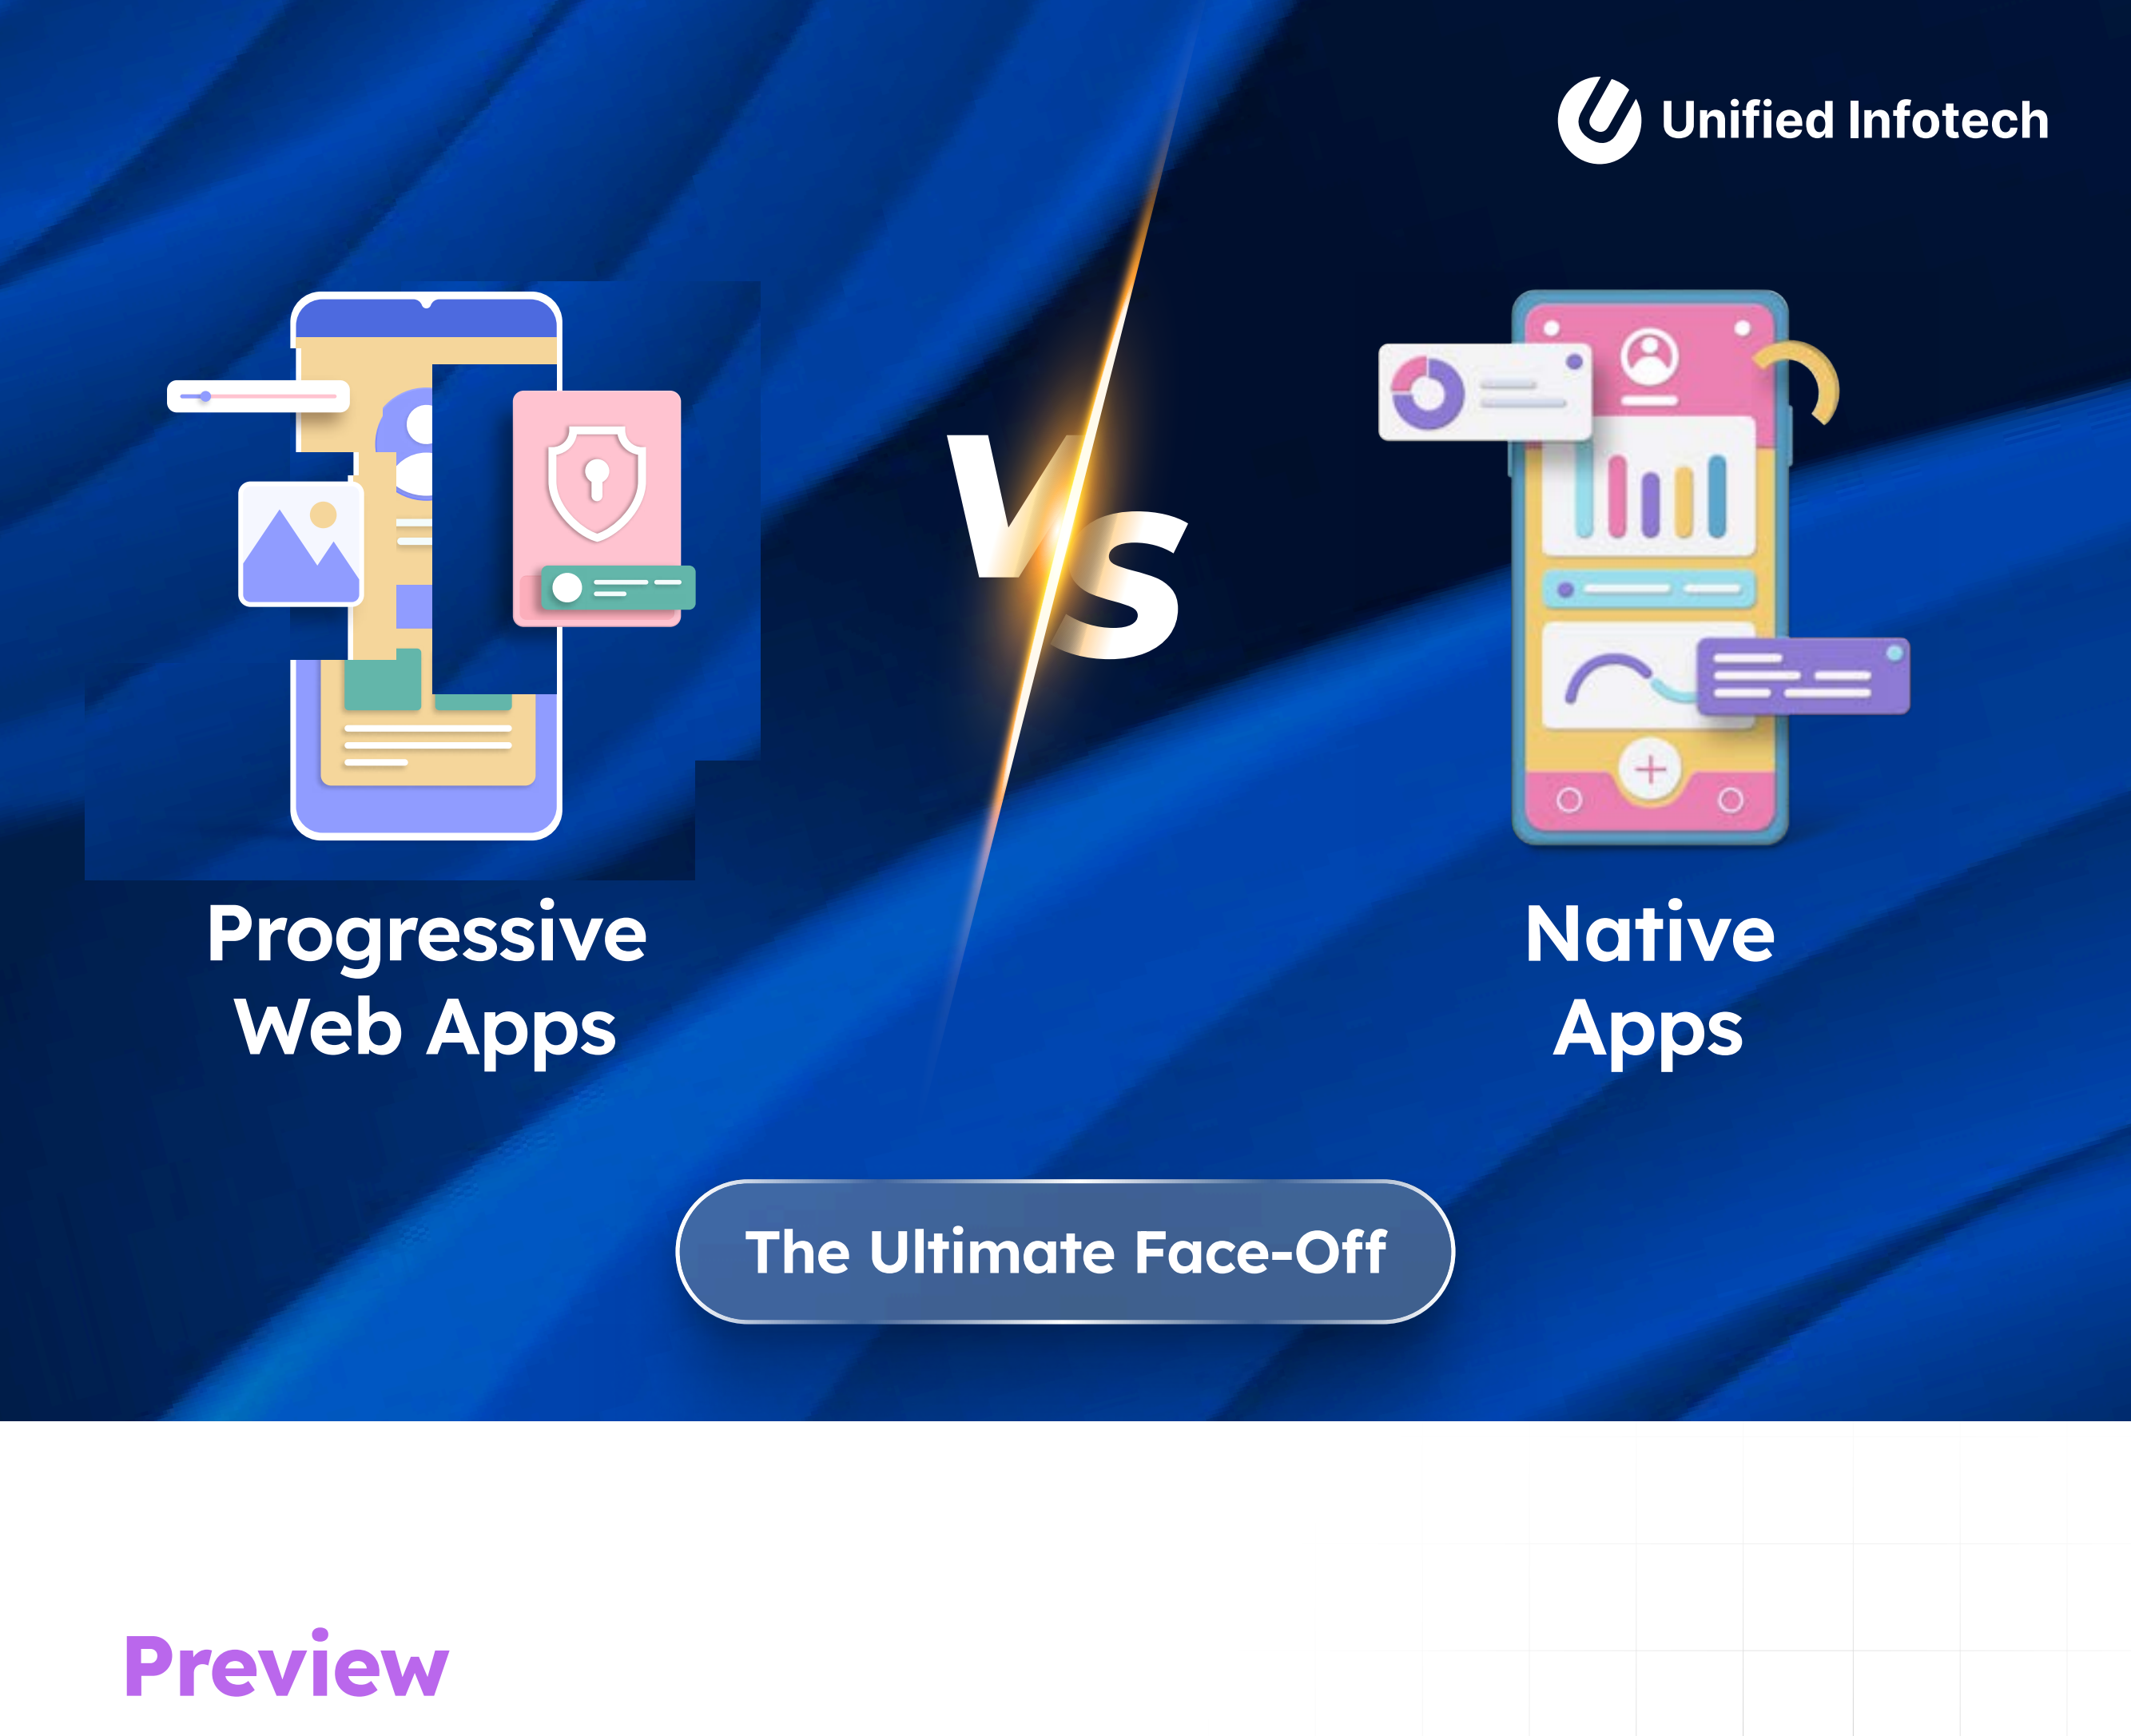 Unified Infotech
VS
Progressive
Web Apps
Native
Apps
The Ultimate Face-Off
Preview